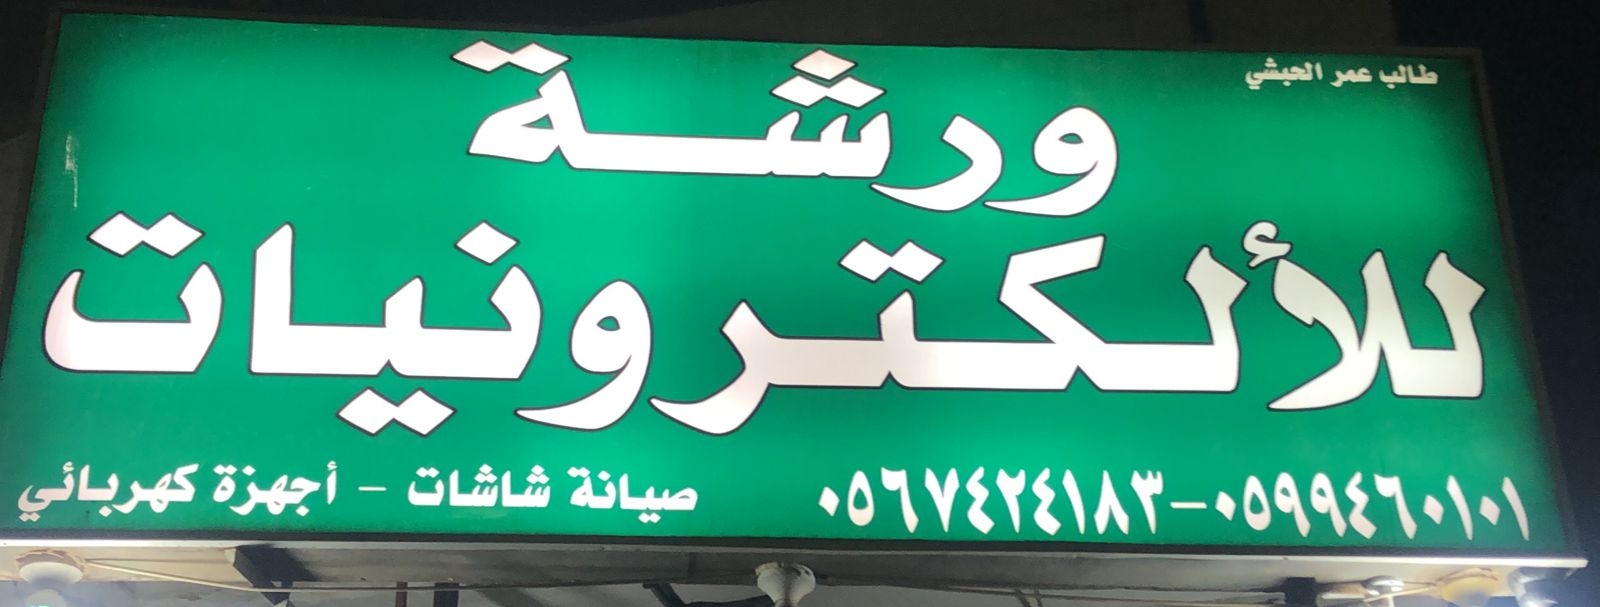 طالب عمر الحبشي
ورشة
للألكترونيات
٠٥٦٧٤٢٤١٨٣-٠٥٩٩٤٦٠١٠١
صيانة شاشات - أجهزة كهربائي